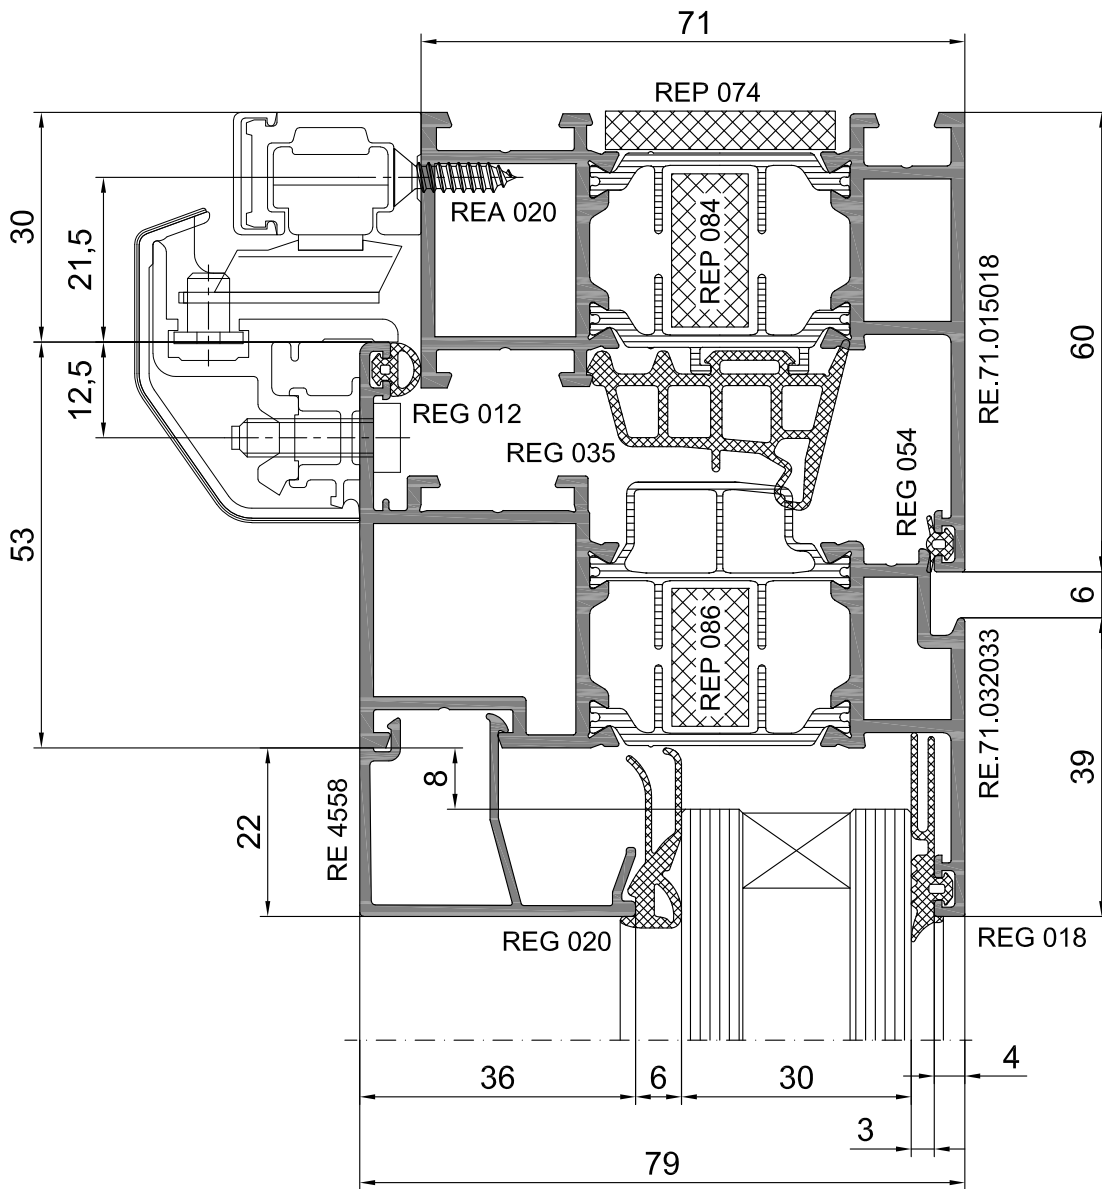 71
REP 074
30
21,5
REA 020
REP 084
RE.71.015018
60
12,5
REG 012
REG 035
REG 054
53
6
REP 086
RE.71.032033
8
39
22
RE 4558
REG 020
REG 018
36
6
30
4
3
79